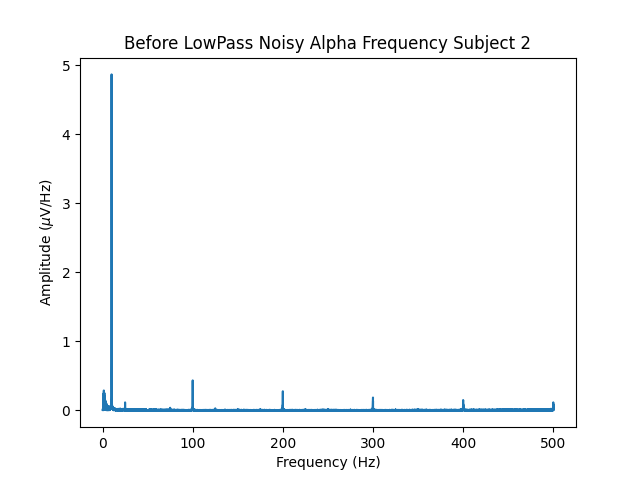 Before LowPass Noisy Alpha Frequency Subject 2
5
4
3
2
1
0
Amplitude (μV/Hz)
0 100 200 300 400 500
Frequency (Hz)